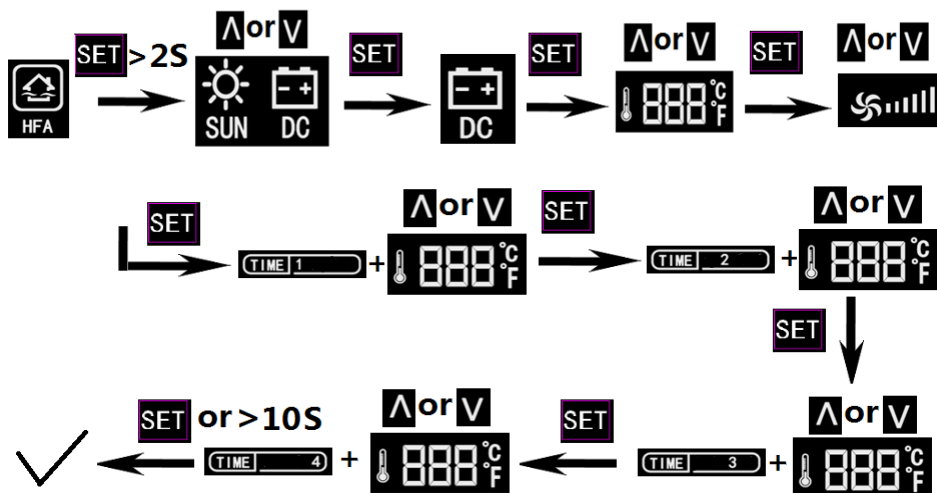 SET >2S Λ or V SET SET Λ or V SET Λ or V
HFA SUN DC DC 888 °C °F
SET Λ or V SET Λ or V
TIME 1 + 888 °C °F TIME 2 + 888 °C °F
SET
SET or >10S Λ or V SET Λ or V
TIME 4 + 888 °C °F TIME 3 + 888 °C °F